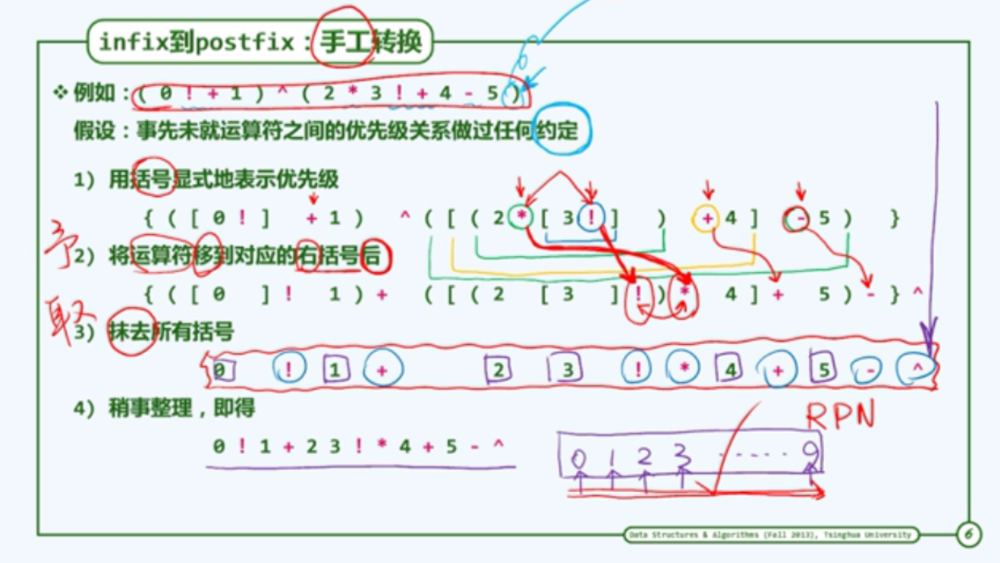 infix到postfix：手工转换
❖ 例如：( 0 ! + 1 ) ^ ( 2 * 3 ! + 4 - 5 )
假设：事先未就运算符之间的优先级关系做过任何约定
1) 用括号显式地表示优先级
{ ( [ 0 ! ] + 1 ) ^ ( [ ( 2 * [ 3 ! ] ) + 4 ] - 5 ) }
予
2) 将运算符移到对应的右括号后
{ ( [ 0 ] ! 1 ) + ( [ ( 2 [ 3 ] ! ) * 4 ] + 5 ) - } ^
取
3) 抹去所有括号
0 ! 1 + 2 3 ! * 4 + 5 - ^
4) 稍事整理，即得
RPN
0 ! 1 + 2 3 ! * 4 + 5 - ^
0 1 2 3 ...... 9
Data Structures & Algorithms (Fall 2013), Tsinghua University
6